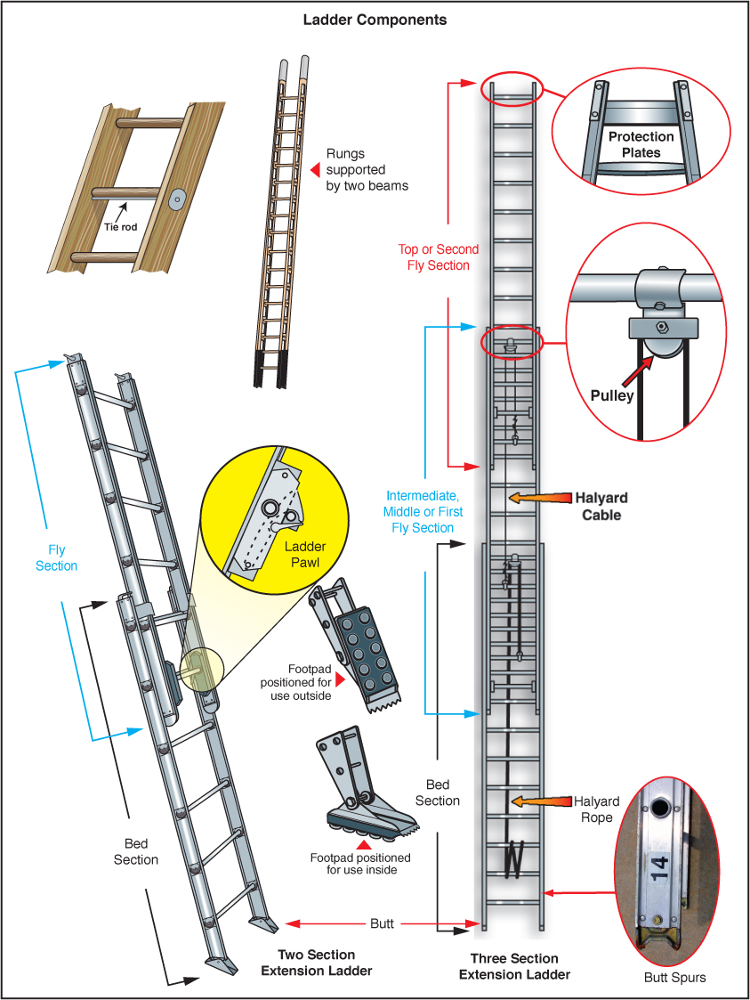 Ladder Components
Tie rod
Rungs
supported
by two beams
Protection
Plates
Top or Second
Fly Section
Pulley
Intermediate,
Middle or First
Fly Section
Halyard
Cable
Ladder
Pawl
Fly
Section
Footpad
positioned for
use outside
Bed
Section
Halyard
Rope
Bed
Section
Footpad positioned
for use inside
14
Butt
Two Section
Extension Ladder
Three Section
Extension Ladder
Butt Spurs